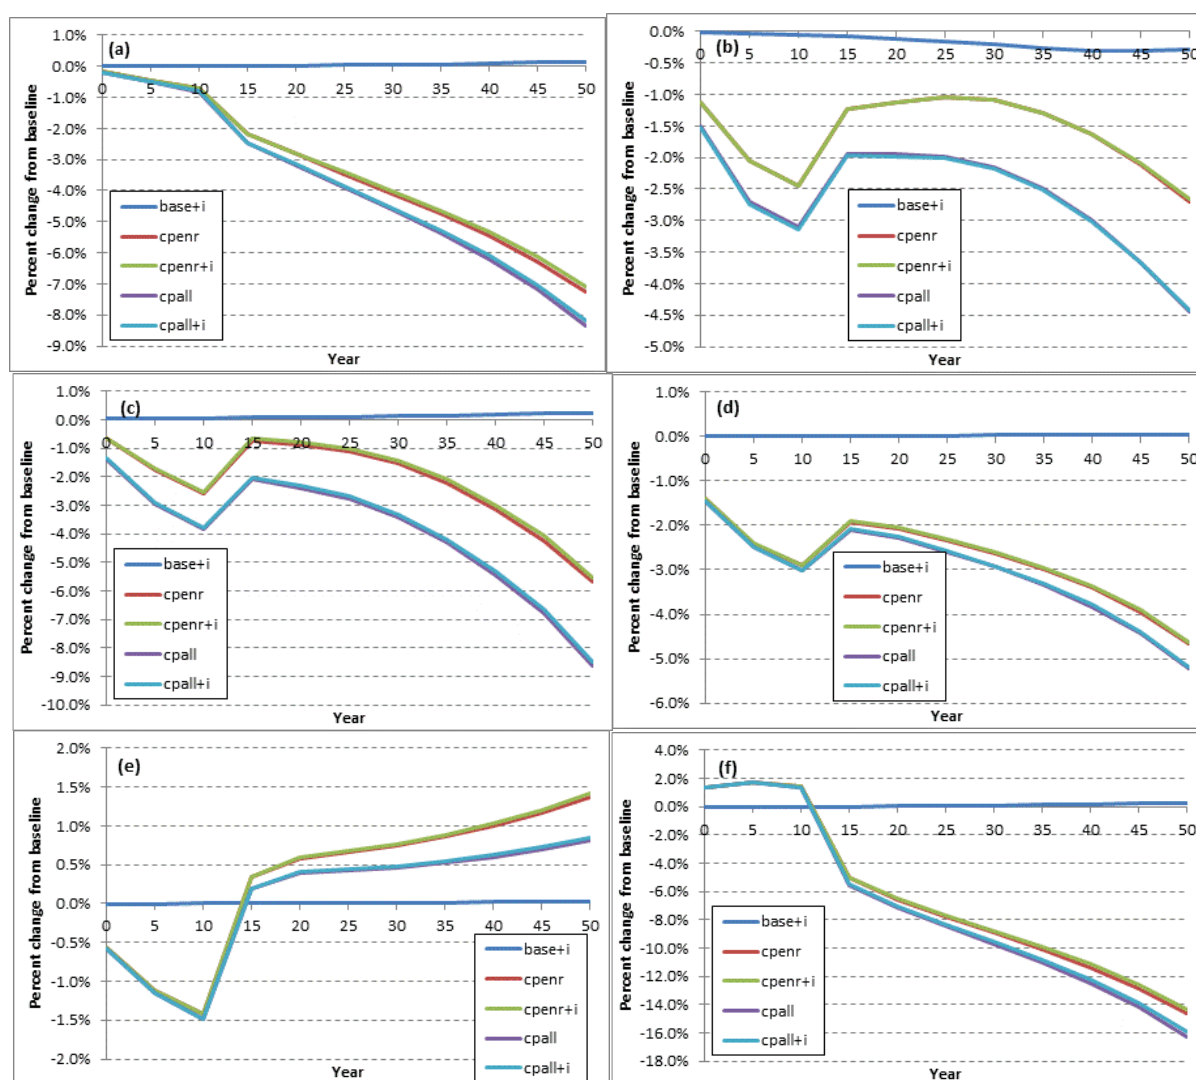 (a)
Percent change from baseline
1.0%
0.0%
-1.0%
-2.0%
-3.0%
-4.0%
-5.0%
-6.0%
-7.0%
-8.0%
-9.0%
0 5 10 15 20 25 30 35 40 45 50
base+i
cpenr
cpenr+i
cpall
cpall+i
Year
(b)
Percent change from baseline
0.0%
-0.5%
-1.0%
-1.5%
-2.0%
-2.5%
-3.0%
-3.5%
-4.0%
-4.5%
-5.0%
0 5 10 15 20 25 30 35 40 45 50
base+i
cpenr
cpenr+i
cpall
cpall+i
Year
(c)
Percent change from baseline
1.0%
0.0%
-1.0%
-2.0%
-3.0%
-4.0%
-5.0%
-6.0%
-7.0%
-8.0%
-9.0%
-10.0%
0 5 10 15 20 25 30 35 40 45 50
base+i
cpenr
cpenr+i
cpall
cpall+i
Year
(d)
Percent change from baseline
1.0%
0.0%
-1.0%
-2.0%
-3.0%
-4.0%
-5.0%
-6.0%
0 5 10 15 20 25 30 35 40 45 50
base+i
cpenr
cpenr+i
cpall
cpall+i
Year
(e)
Percent change from baseline
2.0%
1.5%
1.0%
0.5%
0.0%
-0.5%
-1.0%
-1.5%
-2.0%
0 5 10 15 20 25 30 35 40 45 50
base+i
cpenr
cpenr+i
cpall
cpall+i
Year
(f)
Percent change from baseline
4.0%
2.0%
0.0%
-2.0%
-4.0%
-6.0%
-8.0%
-10.0%
-12.0%
-14.0%
-16.0%
-18.0%
0 5 10 15 20 25 30 35 40 45 50
base+i
cpenr
cpenr+i
cpall
cpall+i
Year